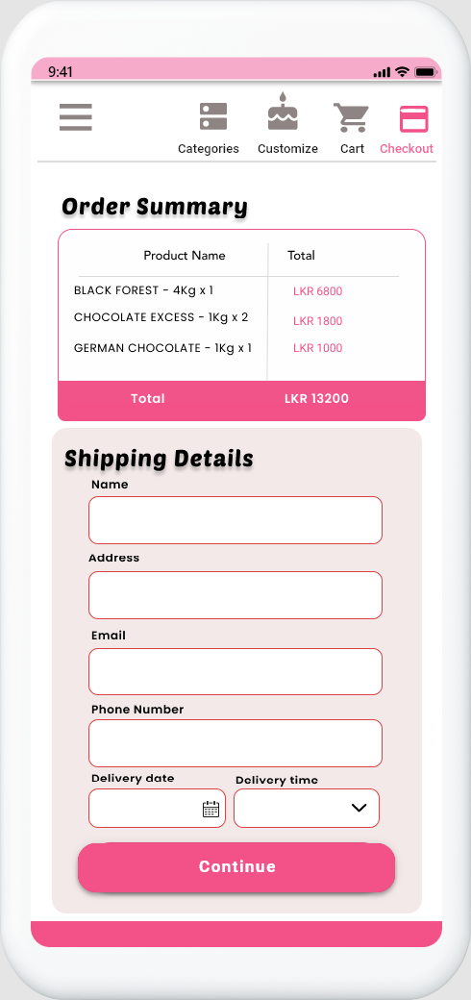 9:41
Categories Customize Cart Checkout
Order Summary
Product Name Total
BLACK FOREST - 4Kg x 1 LKR 6800
CHOCOLATE EXCESS - 1Kg x 2 LKR 1800
GERMAN CHOCOLATE - 1Kg x 1 LKR 1000
Total LKR 13200
Shipping Details
Name
Address
Email
Phone Number
Delivery date Delivery time
Continue